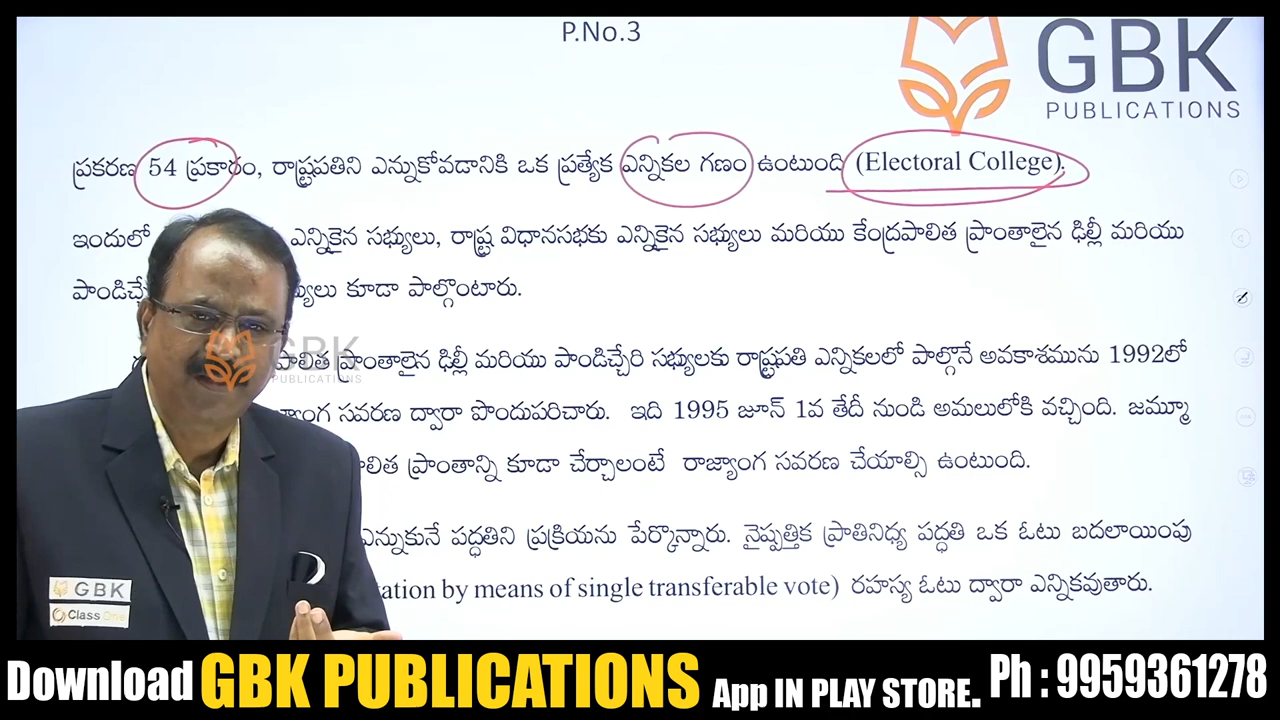 P.No.3
GBK
PUBLICATIONS
ప్రకరణ 54 ప్రకారం, రాష్ట్రపతిని ఎన్నుకోవడానికి ఒక ప్రత్యేక ఎన్నికల గణం ఉంటుంది (Electoral College).
ఇందులో ఎన్నికైన సభ్యులు, రాష్ట్ర విధానసభకు ఎన్నికైన సభ్యులు మరియు కేంద్రపాలిత ప్రాంతాలైన ఢిల్లీ మరియు
కూడా పాల్గొంటారు.
ప్రాంతాలైన ఢిల్లీ మరియు పాండిచ్చేరి సభ్యులకు రాష్ట్రపతి ఎన్నికలలో పాల్గొనే అవకాశమును 1992లో
సవరణ ద్వారా పొందుపరిచారు. ఇది 1995 జూన్ 1వ తేదీ నుండి అమలులోకి వచ్చింది. జమ్మూ
ప్రాంతాన్ని కూడా చేర్చాలంటే రాజ్యాంగ సవరణ చేయాల్సి ఉంటుంది.
ఎన్నుకునే పద్ధతిని ప్రక్రియను పేర్కొన్నారు. నైష్పత్తిక ప్రాతినిధ్య పద్ధతి ఒక ఓటు బదలాయింపు
by means of single transferable vote) రహస్య ఓటు ద్వారా ఎన్నికవుతారు.
GBK
PUBLICATIONS
GBK
Class One
Download GBK PUBLICATIONS App IN PLAY STORE. Ph : 9959361278